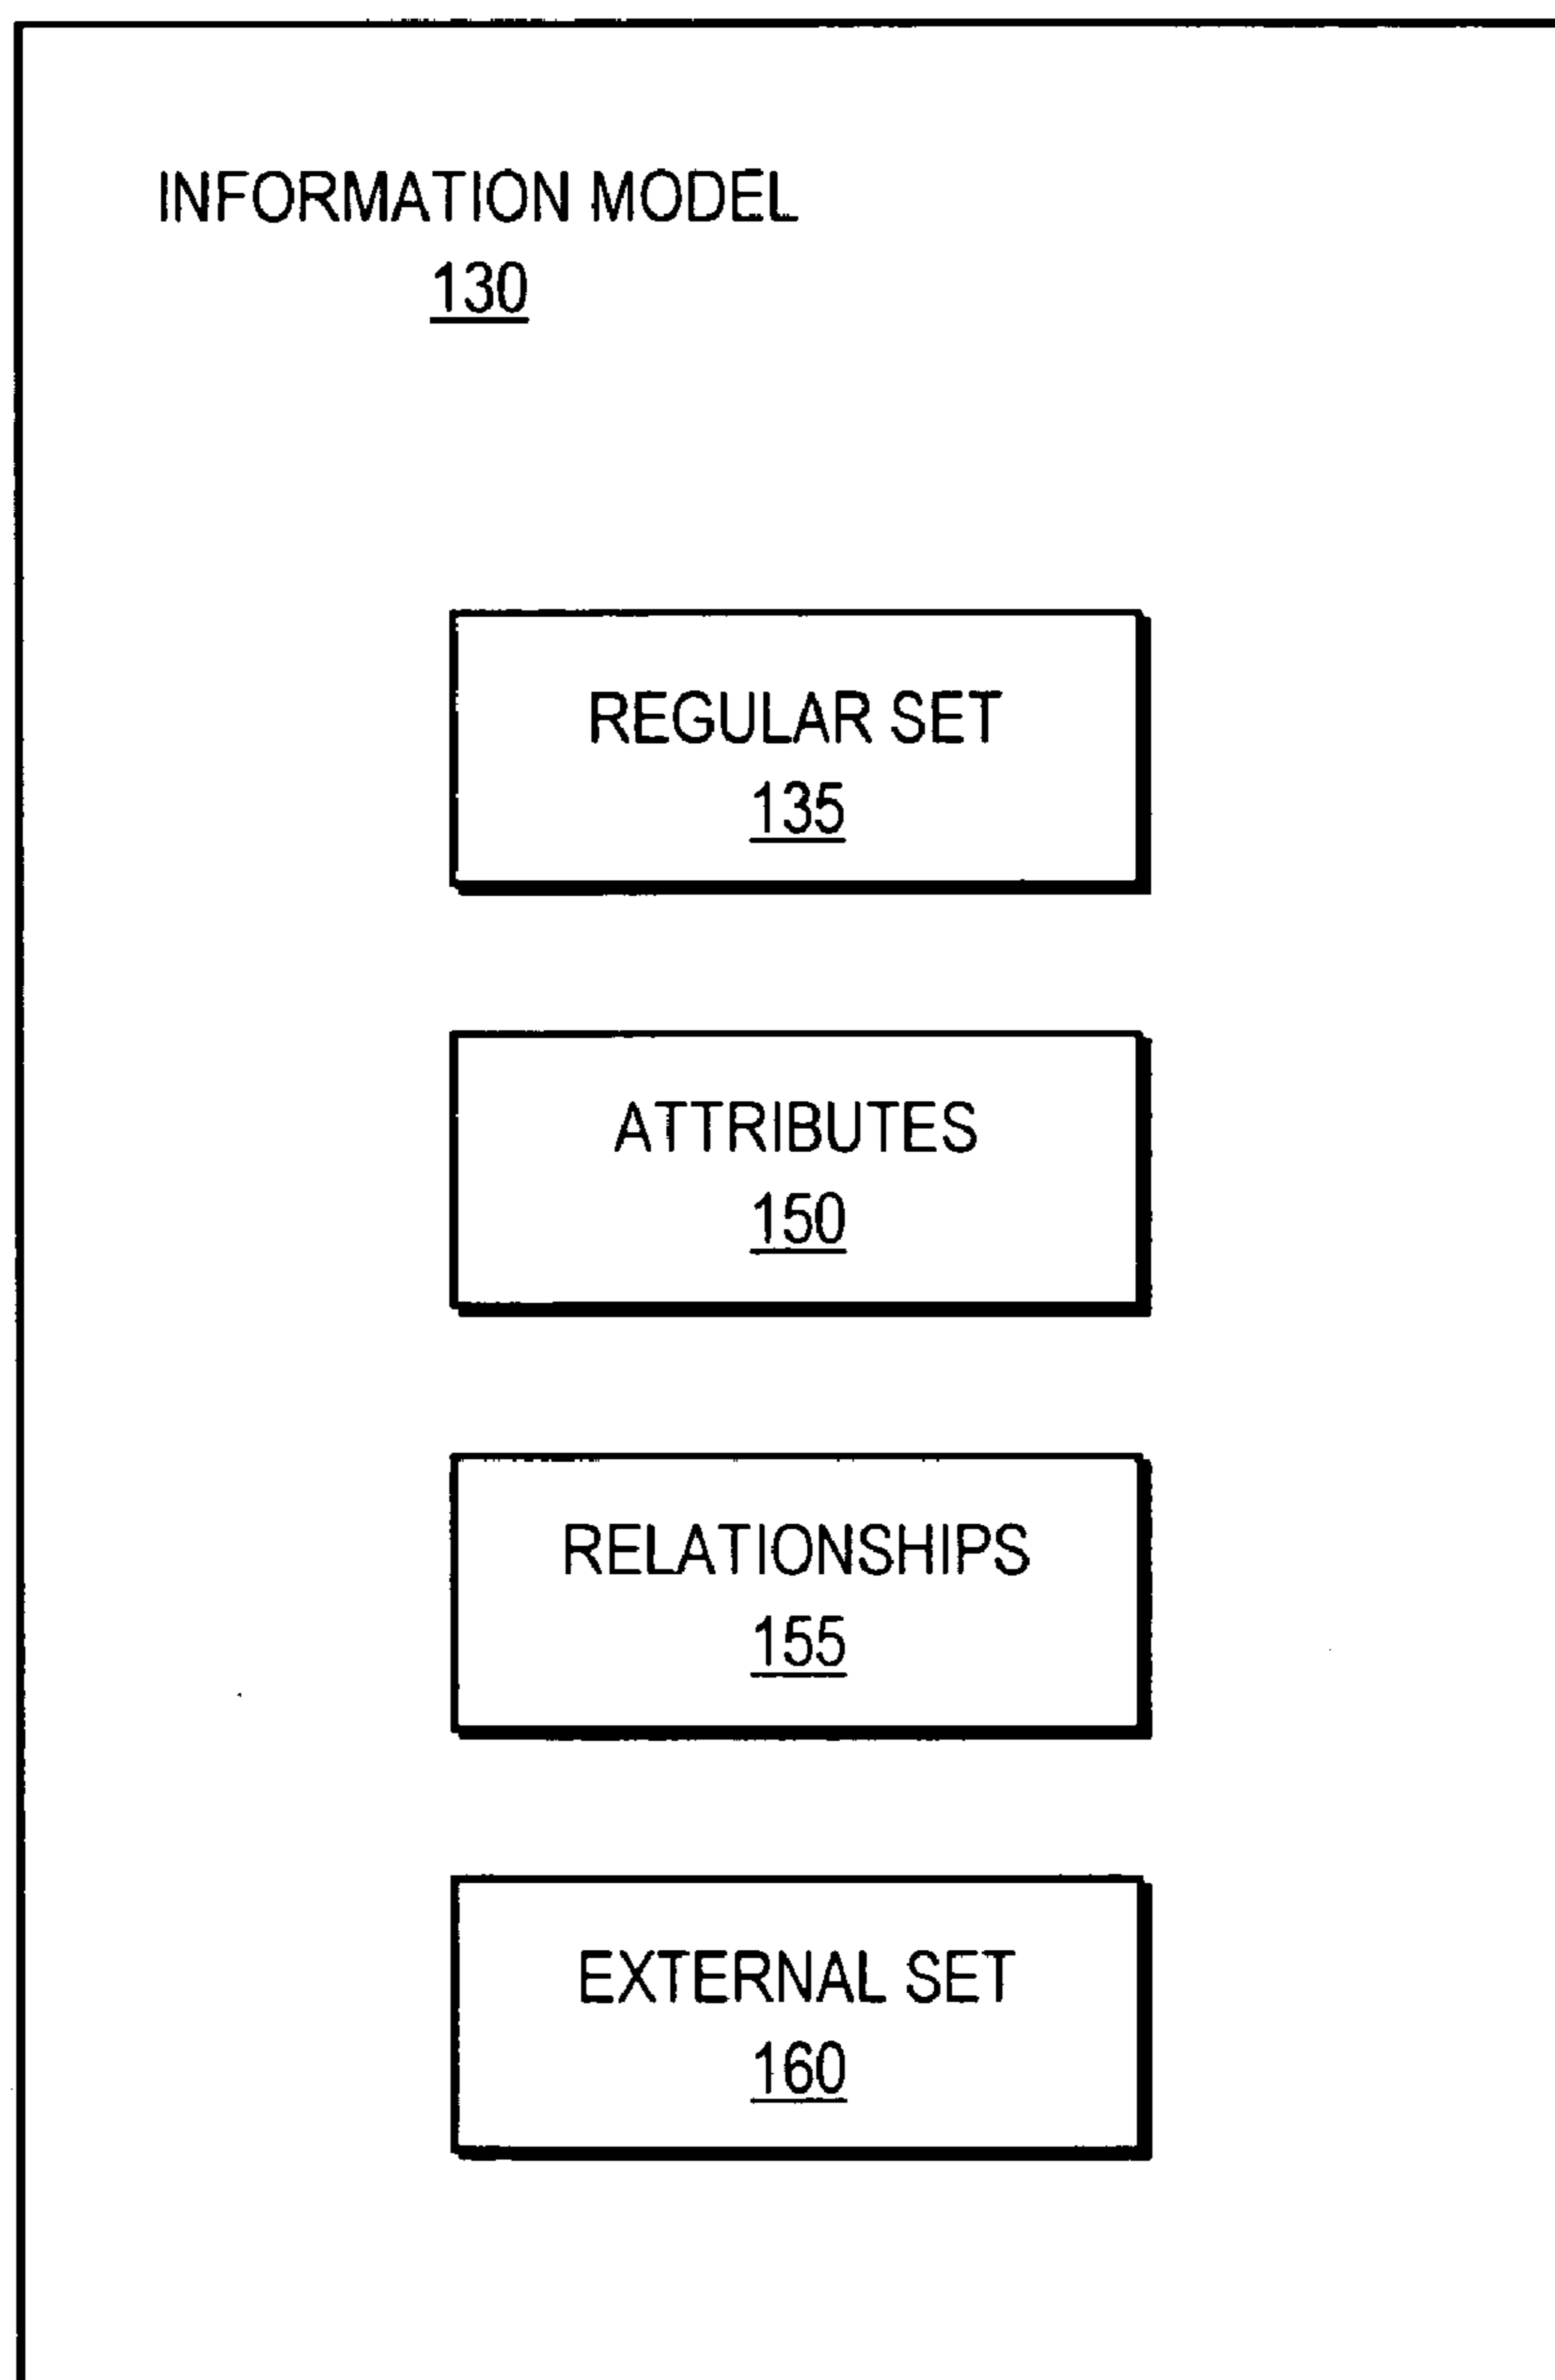 INFORMATION MODEL
130
REGULAR SET
135
ATTRIBUTES
150
RELATIONSHIPS
155
EXTERNAL SET
160